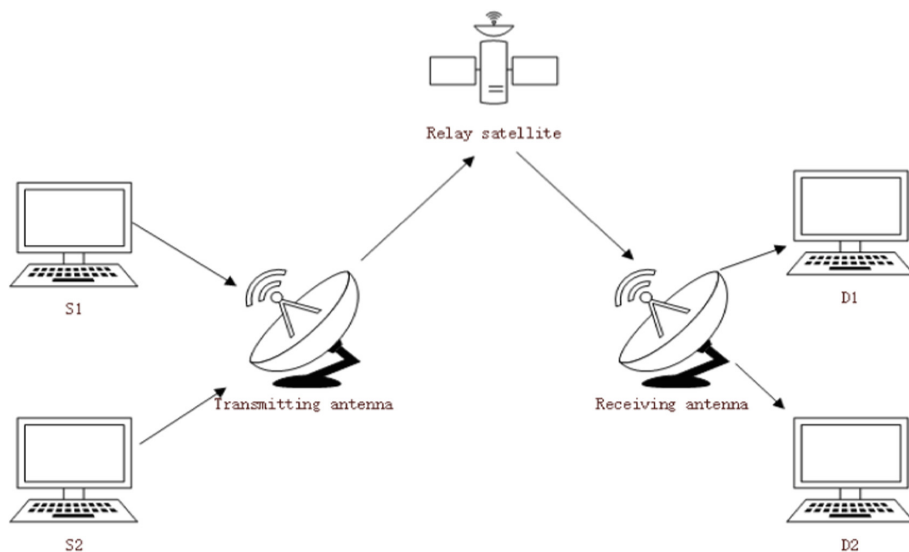 Relay satellite
S1
D1
Transmitting antenna
Receiving antenna
S2
D2